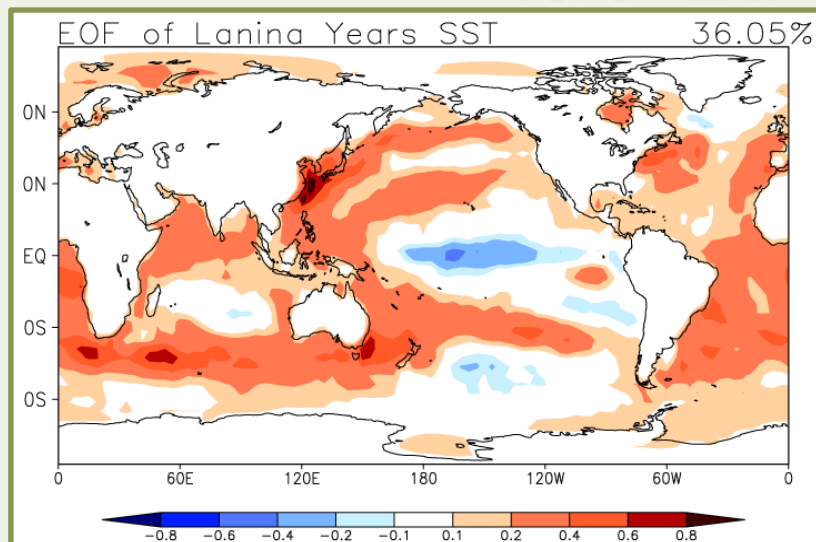 EOF of Lanina Years SST 36.05%
0N
0N
EQ
0S
0S
0 60E 120E 180 120W 60W 0
-0.8 -0.6 -0.4 -0.2 -0.1 0.1 0.2 0.4 0.6 0.8